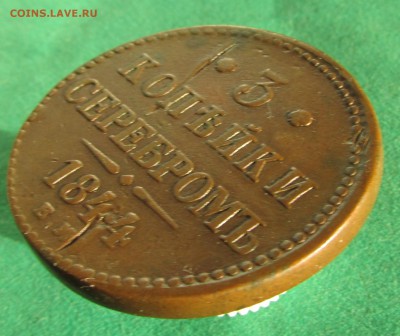 COINS.LAVE.RU
· 3 ·
КОПѢЙКИ
СЕРЕБРОМЪ
1844
Е.М.